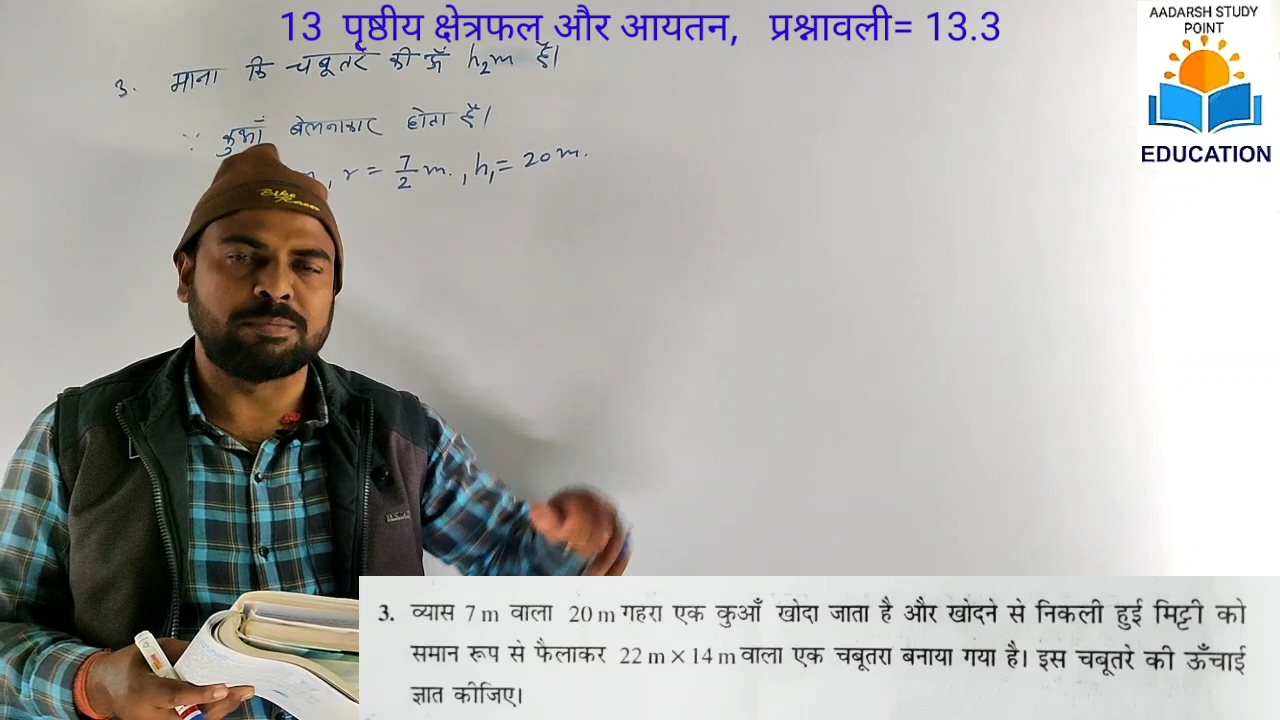 13 पृष्ठीय क्षेत्रफल और आयतन, प्रश्नावली= 13.3
AADARSH STUDY
POINT
EDUCATION
3. माना कि चबूतरे की ऊँ h₂m है।
∵ कुआँ बेलनाकार होता है।
, r = 7/2 m., h₁ = 20m.
Bike
Racer
3. व्यास 7 m वाला 20 m गहरा एक कुआँ खोदा जाता है और खोदने से निकली हुई मिट्टी को
समान रूप से फैलाकर 22 m × 14 m वाला एक चबूतरा बनाया गया है। इस चबूतरे की ऊँचाई
ज्ञात कीजिए।